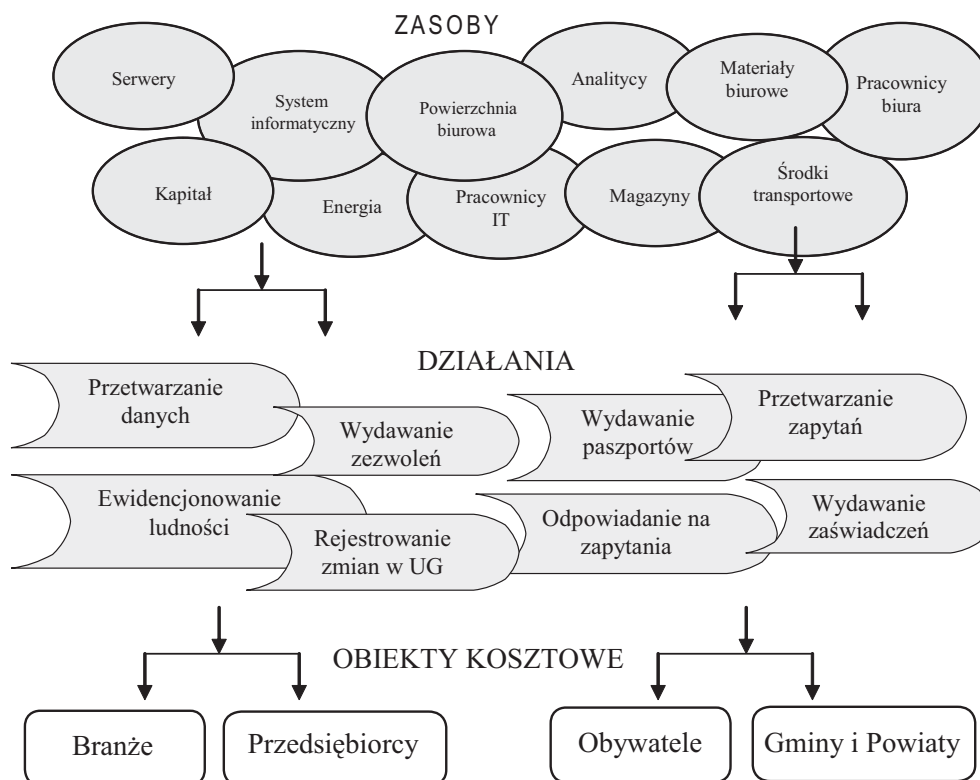 ZASOBY
Serwery
System
informatyczny
Powierzchnia
biurowa
Analitycy
Materiały
biurowe
Pracownicy
biura
Kapitał
Energia
Pracownicy
IT
Magazyny
Środki
transportowe
DZIAŁANIA
Przetwarzanie
danych
Wydawanie
zezwoleń
Wydawanie
paszportów
Przetwarzanie
zapytań
Ewidencjonowanie
ludności
Rejestrowanie
zmian w UG
Odpowiadanie na
zapytania
Wydawanie
zaświadczeń
OBIEKTY KOSZTOWE
Branże
Przedsiębiorcy
Obywatele
Gminy i Powiaty